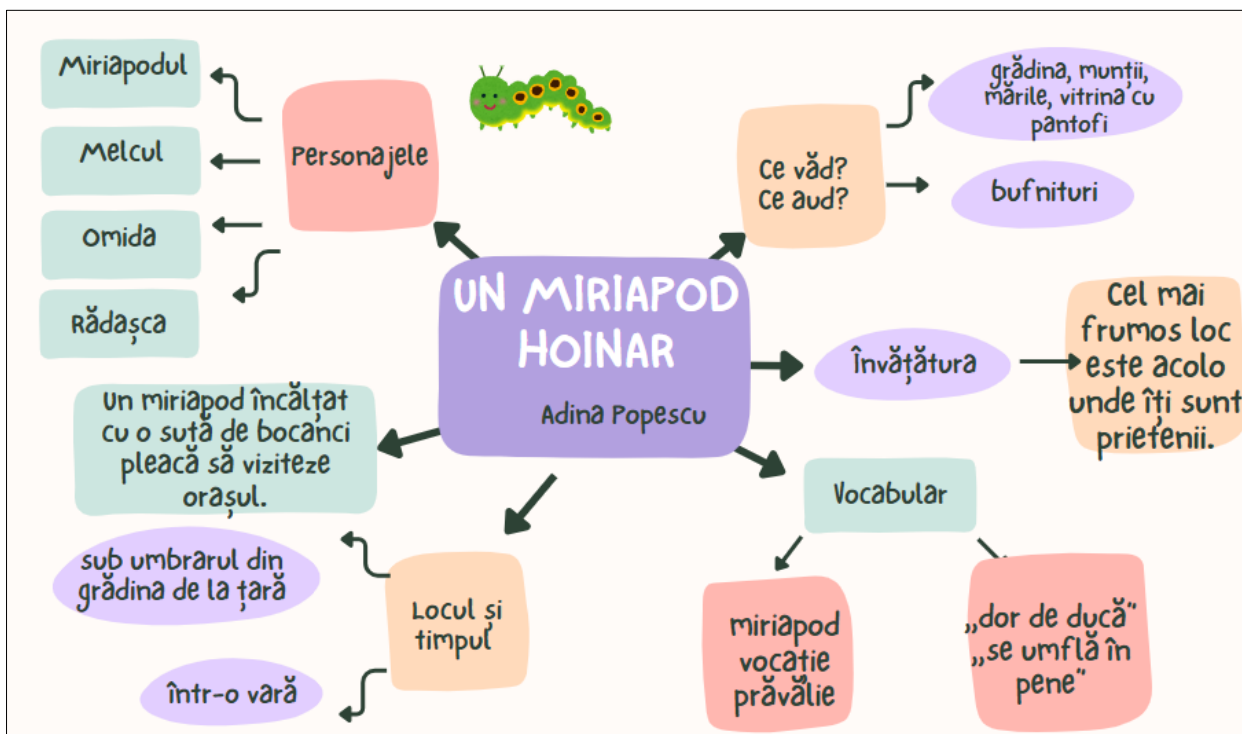 Miriapodul
Melcul
Omida
Rădașca
Personajele
Ce văd?
Ce aud?
grădina, munții,
mările, vitrina cu
pantofi
bufnituri
UN MIRIAPOD
HOINAR
Adina Popescu
Învățătura
Cel mai
frumos loc
este acolo
unde îți sunt
prietenii.
Un miriapod încălțat
cu o sută de bocanci
pleacă să viziteze
orașul.
Locul și
timpul
sub umbrarul din
grădina de la țară
într-o vară
Vocabular
miriapod
vocație
prăvălie
„dor de ducă”
„se umflă în
pene”